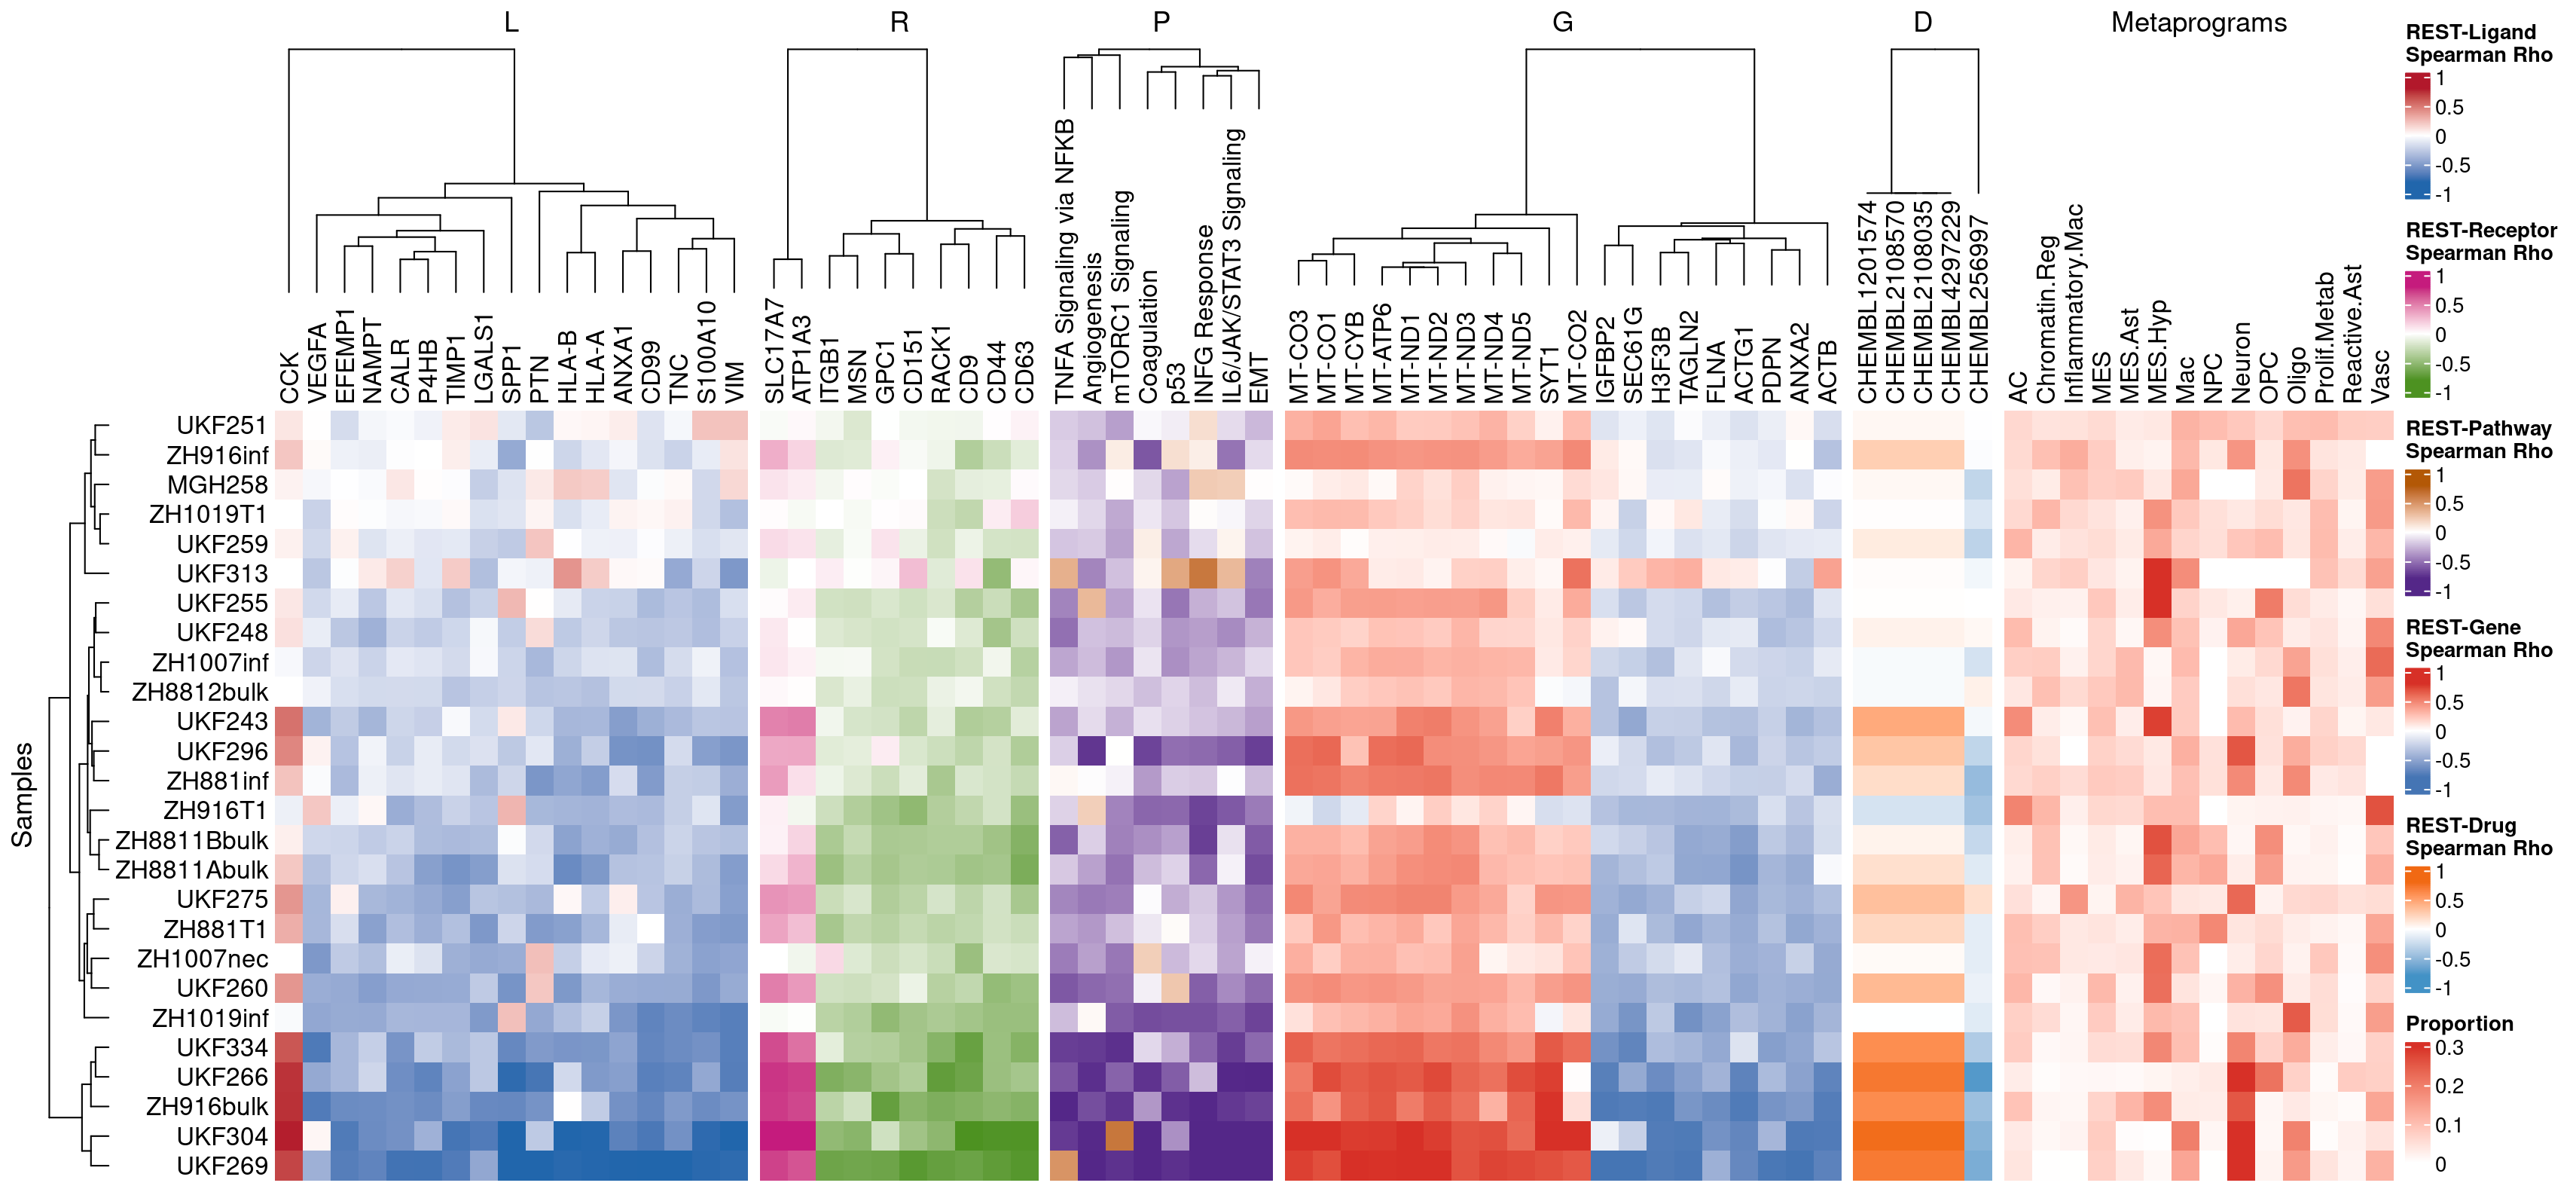 L
R
P
G
D
Metaprograms
CCK
VEGFA
EFEMP1
NAMPT
CALR
P4HB
TIMP1
LGALS1
SPP1
PTN
HLA-B
HLA-A
ANXA1
CD99
TNC
S100A10
VIM
SLC17A7
ATP1A3
ITGB1
MSN
GPC1
CD151
RACK1
CD9
CD44
CD63
TNFA Signaling via NFKB
Angiogenesis
mTORC1 Signaling
Coagulation
p53
INFG Response
IL6/JAK/STAT3 Signaling
EMT
MT-CO3
MT-CO1
MT-CYB
MT-ATP6
MT-ND1
MT-ND2
MT-ND3
MT-ND4
MT-ND5
SYT1
MT-CO2
IGFBP2
SEC61G
H3F3B
TAGLN2
FLNA
ACTG1
PDPN
ANXA2
ACTB
CHEMBL1201574
CHEMBL2108570
CHEMBL2108035
CHEMBL4297229
CHEMBL256997
AC
Chromatin.Reg
Inflammatory.Mac
MES
MES.Ast
MES.Hyp
Mac
NPC
Neuron
OPC
Oligo
Prolif.Metab
Reactive.Ast
Vasc
Samples
UKF251
ZH916inf
MGH258
ZH1019T1
UKF259
UKF313
UKF255
UKF248
ZH1007inf
ZH8812bulk
UKF243
UKF296
ZH881inf
ZH916T1
ZH8811Bbulk
ZH8811Abulk
UKF275
ZH881T1
ZH1007nec
UKF260
ZH1019inf
UKF334
UKF266
ZH916bulk
UKF304
UKF269
REST-Ligand
Spearman Rho
1
0.5
0
-0.5
-1
REST-Receptor
Spearman Rho
1
0.5
0
-0.5
-1
REST-Pathway
Spearman Rho
1
0.5
0
-0.5
-1
REST-Gene
Spearman Rho
1
0.5
0
-0.5
-1
REST-Drug
Spearman Rho
1
0.5
0
-0.5
-1
Proportion
0.3
0.2
0.1
0